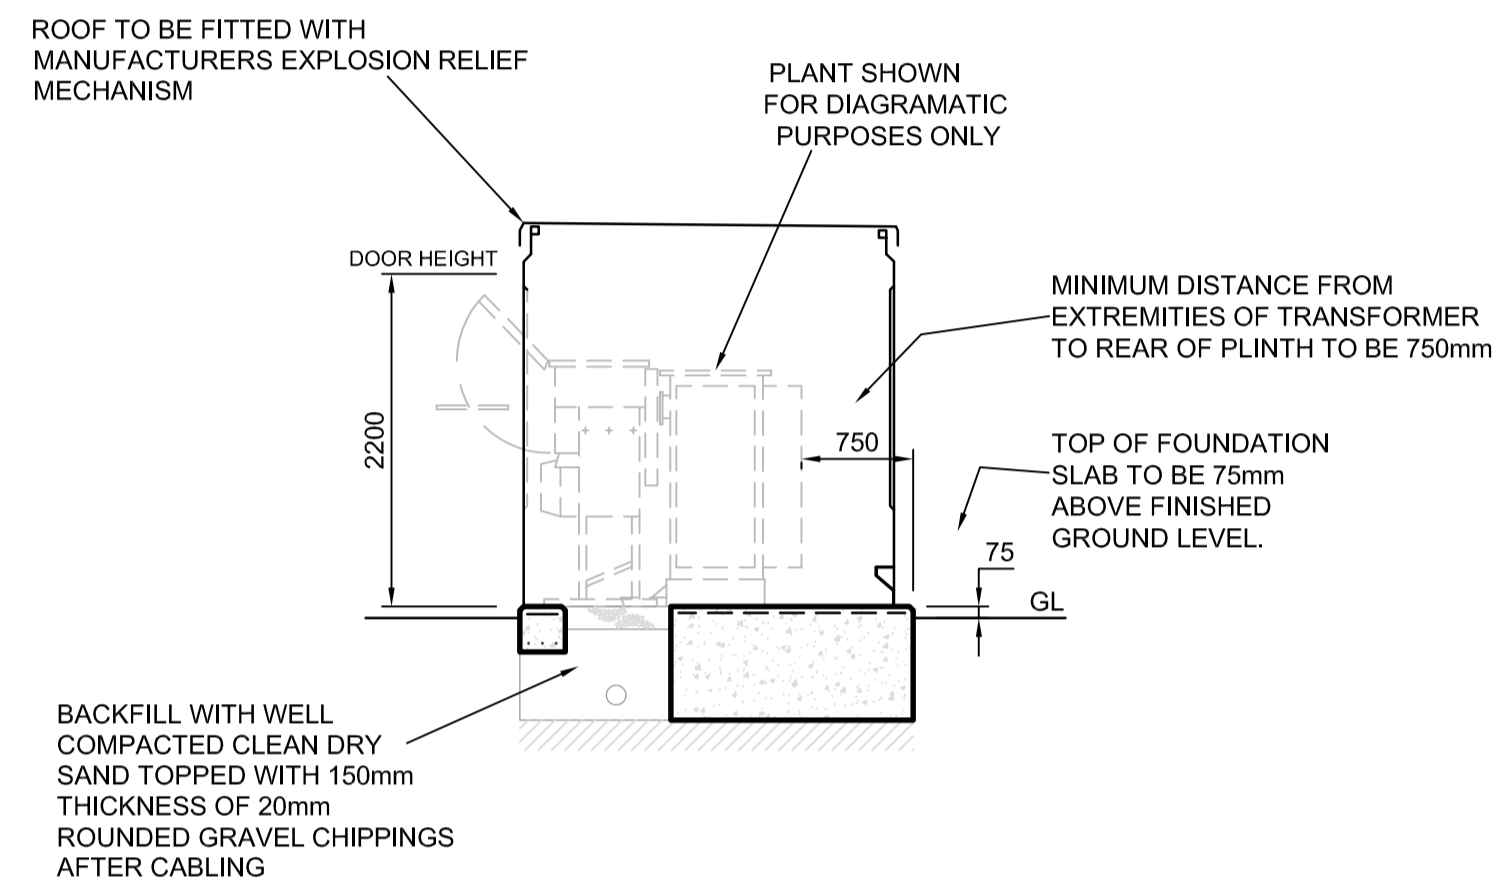 ROOF TO BE FITTED WITH
MANUFACTURERS EXPLOSION RELIEF
MECHANISM
PLANT SHOWN
FOR DIAGRAMATIC
PURPOSES ONLY
DOOR HEIGHT
2200
MINIMUM DISTANCE FROM
EXTREMITIES OF TRANSFORMER
TO REAR OF PLINTH TO BE 750mm
750
TOP OF FOUNDATION
SLAB TO BE 75mm
ABOVE FINISHED
GROUND LEVEL.
75
GL
BACKFILL WITH WELL
COMPACTED CLEAN DRY
SAND TOPPED WITH 150mm
THICKNESS OF 20mm
ROUNDED GRAVEL CHIPPINGS
AFTER CABLING